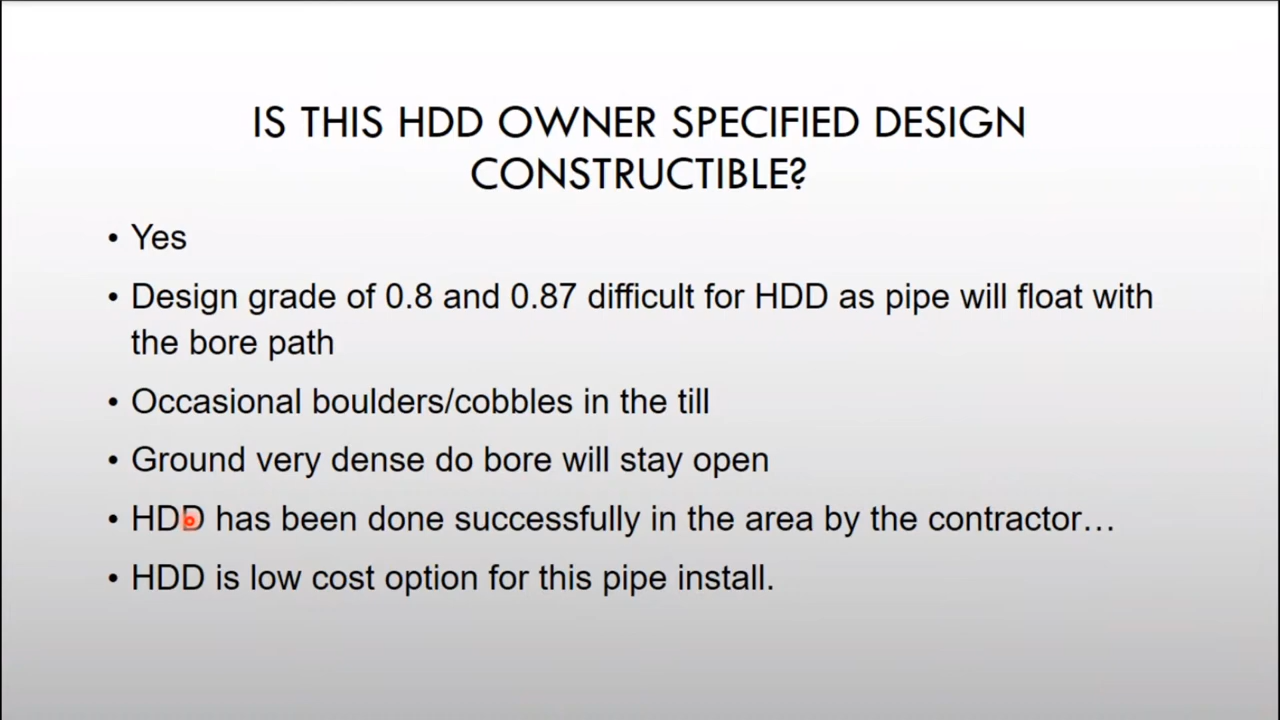 IS THIS HDD OWNER SPECIFIED DESIGN
CONSTRUCTIBLE?
• Yes
• Design grade of 0.8 and 0.87 difficult for HDD as pipe will float with
the bore path
• Occasional boulders/cobbles in the till
• Ground very dense do bore will stay open
• HDD has been done successfully in the area by the contractor…
• HDD is low cost option for this pipe install.